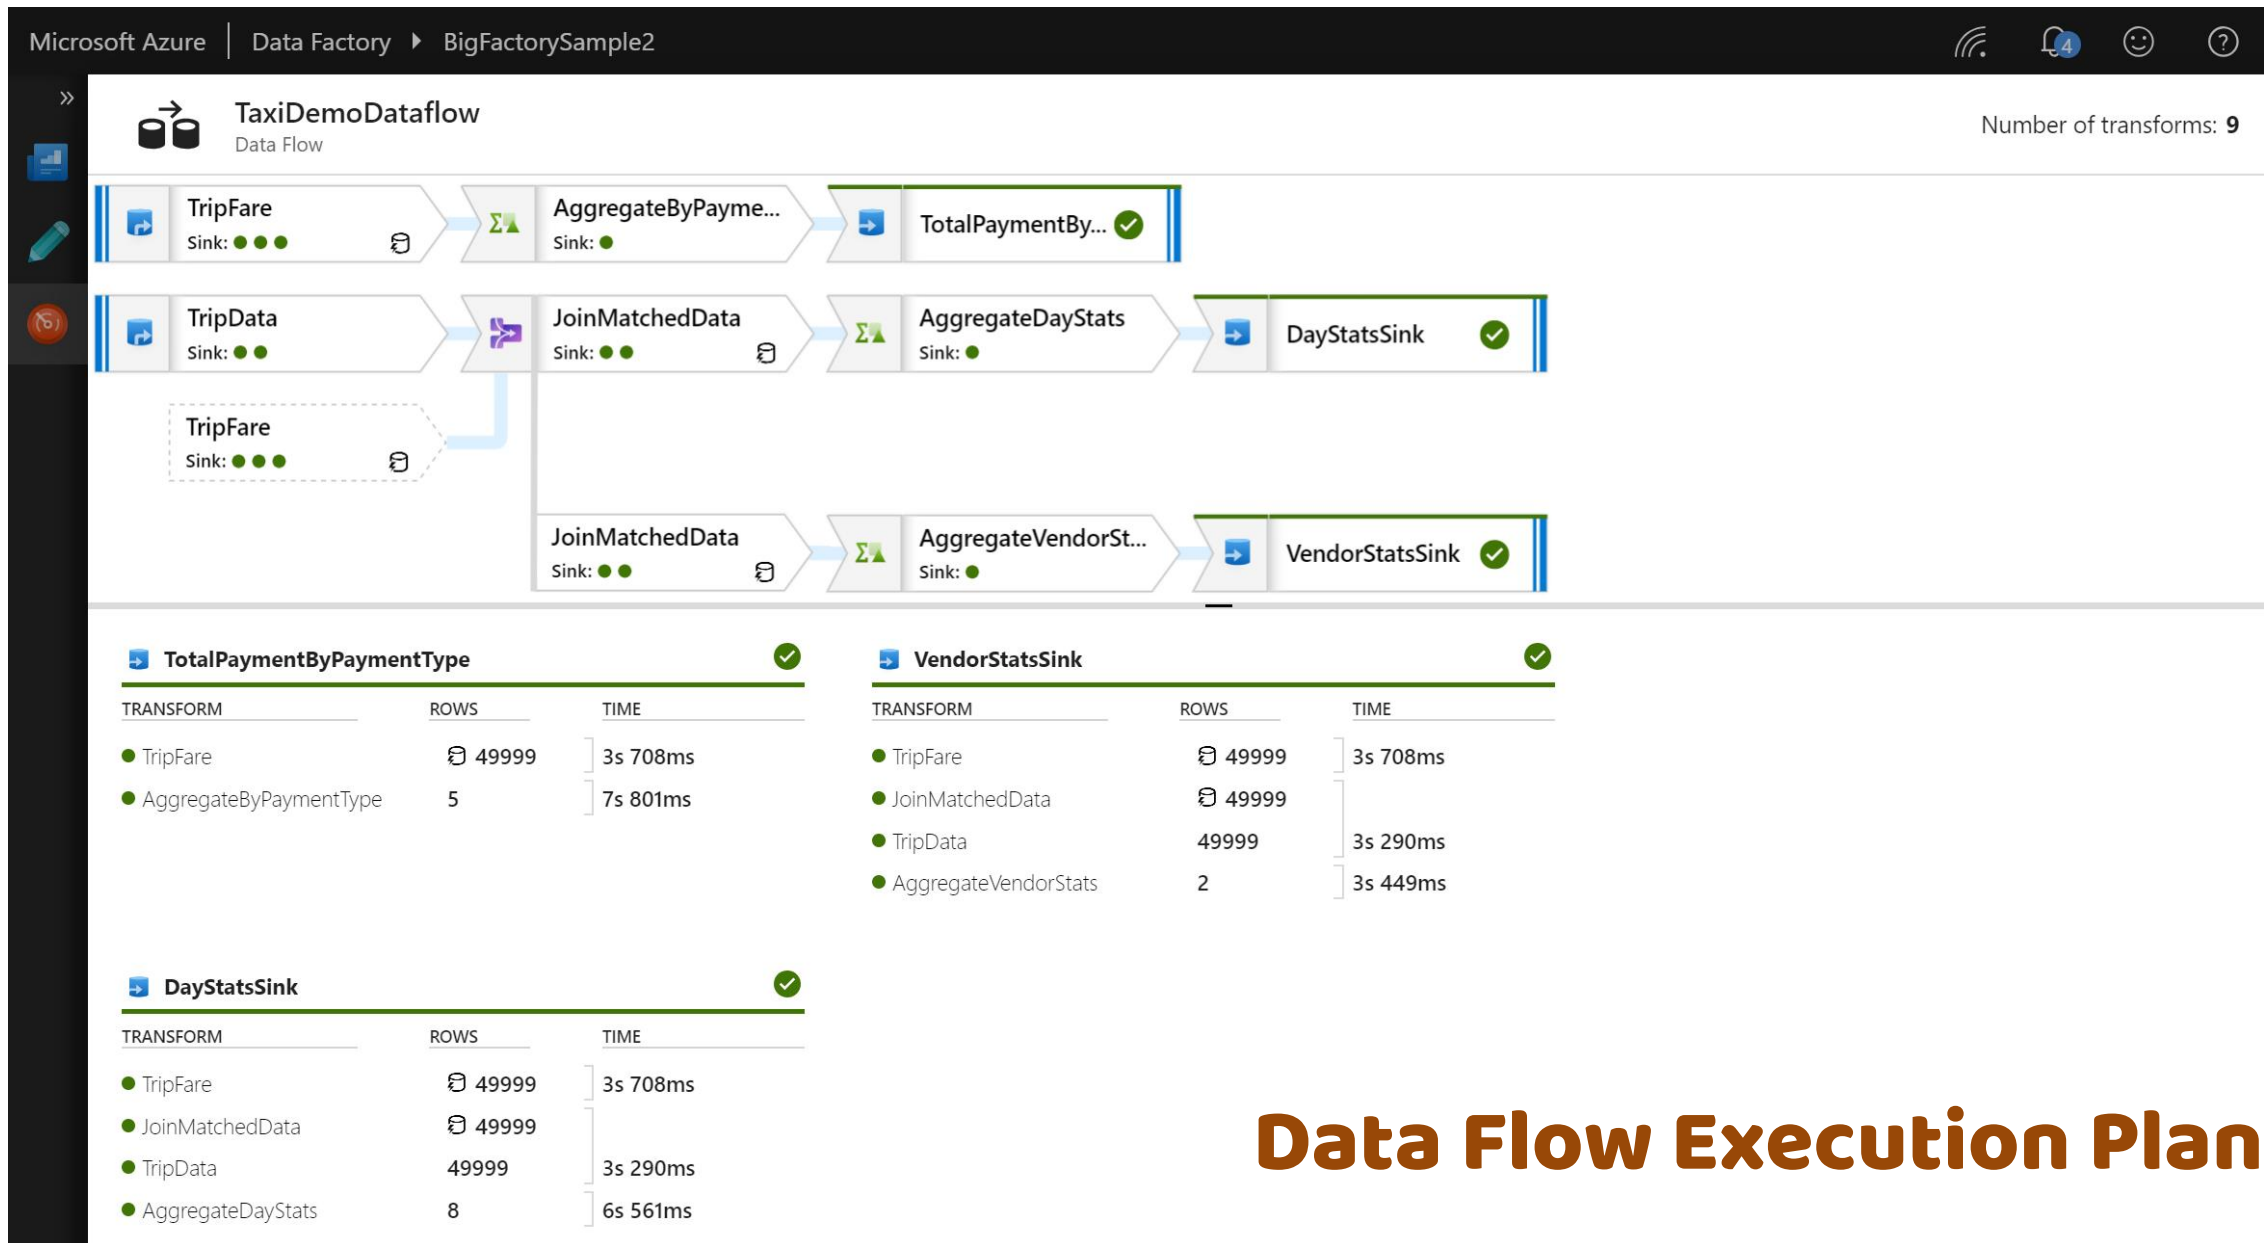 Microsoft Azure | Data Factory BigFactorySample2
4
TaxiDemoDataflow
Data Flow
Number of transforms: 9
TripFare
Sink:
AggregateByPayme...
Sink:
TotalPaymentBy...
TripData
Sink:
JoinMatchedData
Sink:
AggregateDayStats
Sink:
DayStatsSink
TripFare
Sink:
JoinMatchedData
Sink:
AggregateVendorSt...
Sink:
VendorStatsSink
TotalPaymentByPaymentType
TRANSFORM ROWS TIME
TripFare 49999 3s 708ms
AggregateByPaymentType 5 7s 801ms
VendorStatsSink
TRANSFORM ROWS TIME
TripFare 49999 3s 708ms
JoinMatchedData 49999
TripData 49999 3s 290ms
AggregateVendorStats 2 3s 449ms
DayStatsSink
TRANSFORM ROWS TIME
TripFare 49999 3s 708ms
JoinMatchedData 49999
TripData 49999 3s 290ms
AggregateDayStats 8 6s 561ms
Data Flow Execution Plan